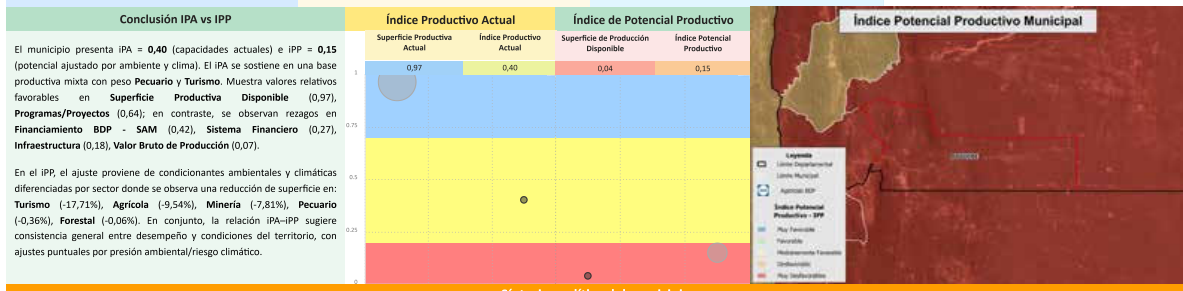 Conclusión IPA vs IPP
El municipio presenta iPA = 0,40 (capacidades actuales) e iPP = 0,15
(potencial ajustado por ambiente y clima). El iPA se sostiene en una base
productiva mixta con peso Pecuario y Turismo. Muestra valores relativos
favorables en Superficie Productiva Disponible (0,97),
Programas/Proyectos (0,64); en contraste, se observan rezagos en
Financiamiento BDP - SAM (0,42), Sistema Financiero (0,27),
Infraestructura (0,18), Valor Bruto de Producción (0,07).
En el iPP, el ajuste proviene de condicionantes ambientales y climáticas
diferenciadas por sector donde se observa una reducción de superficie en:
Turismo (-17,71%), Agrícola (-9,54%), Minería (-7,81%), Pecuario
(-0,36%), Forestal (-0,06%). En conjunto, la relación iPA–iPP sugiere
consistencia general entre desempeño y condiciones del territorio, con
ajustes puntuales por presión ambiental/riesgo climático.
Índice Productivo Actual
Índice de Potencial Productivo
Superficie Productiva
Actual
Índice Productivo
Actual
Superficie de Producción
Disponible
Índice Potencial
Productivo
0,97
0,40
0,04
0,15
1
0.75
0.5
0.25
0
Índice Potencial Productivo Municipal
Leyenda
Límite Departamental
Límite Municipal
Agencias BDP
Índice Potencial
Productivo - IPP
Muy Favorable
Favorable
Medianamente Favorable
Desfavorable
Muy Desfavorable